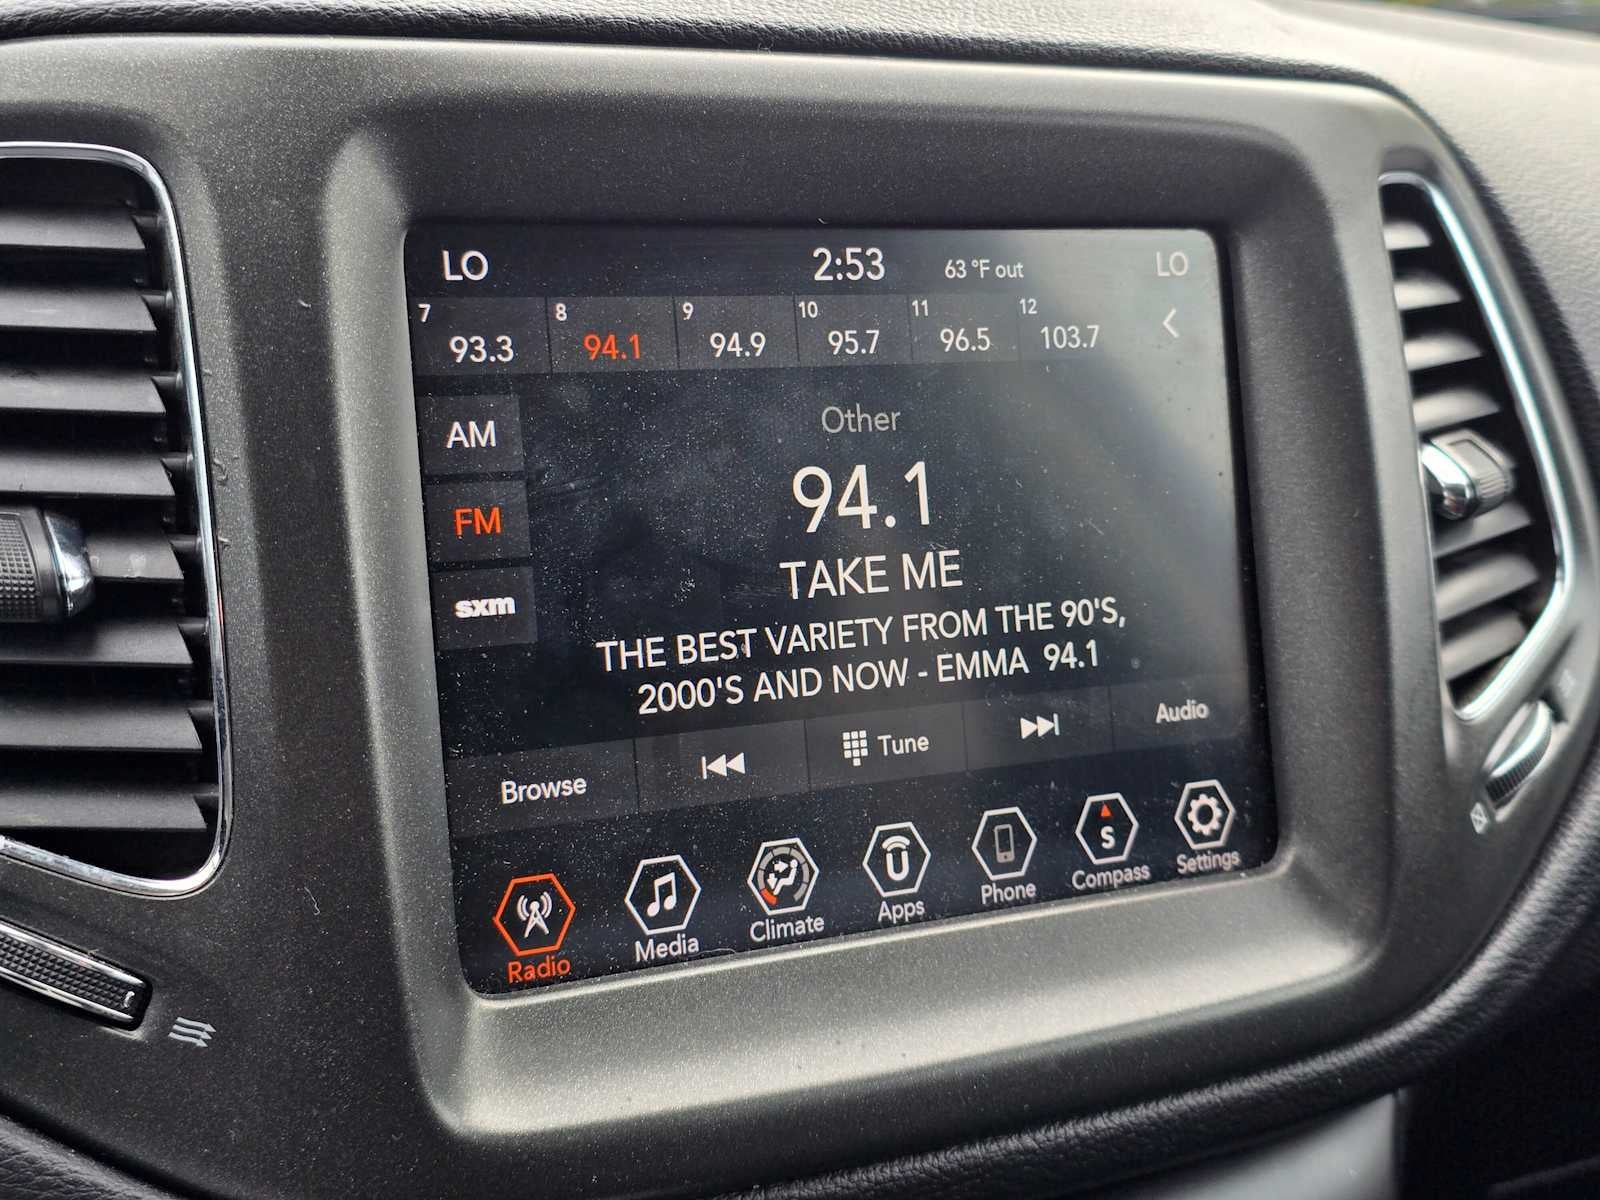 LO 2:53 63 °F out LO
7 8 9 10 11 12
93.3 94.1 94.9 95.7 96.5 103.7
AM
Other
94.1
FM
TAKE ME
sxm
THE BEST VARIETY FROM THE 90'S,
2000'S AND NOW - EMMA 94.1
Browse Tune Audio
U S
Radio Media Climate Apps Phone Compass Settings